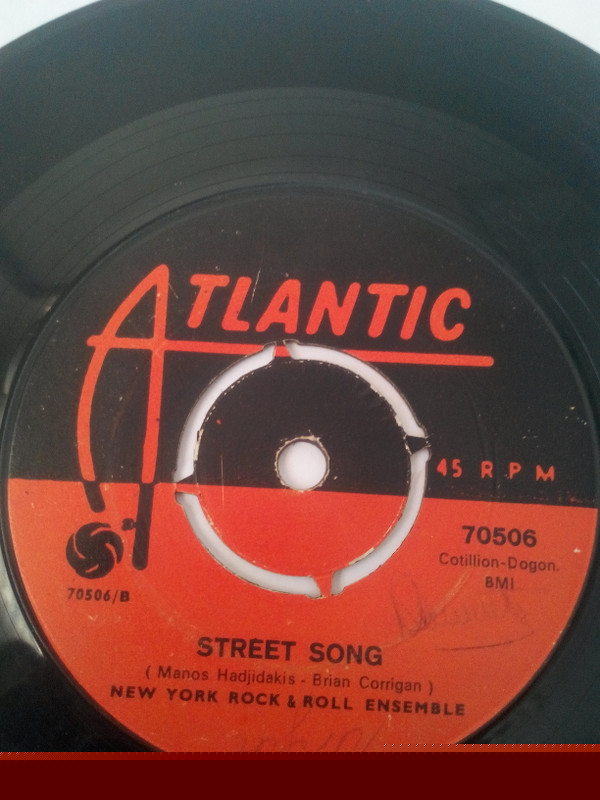 ATLANTIC
45 RPM
70506
Cotillion-Dogon.
BMI
70506/B
STREET SONG
( Manos Hadjidakis - Brian Corrigan )
NEW YORK ROCK & ROLL ENSEMBLE